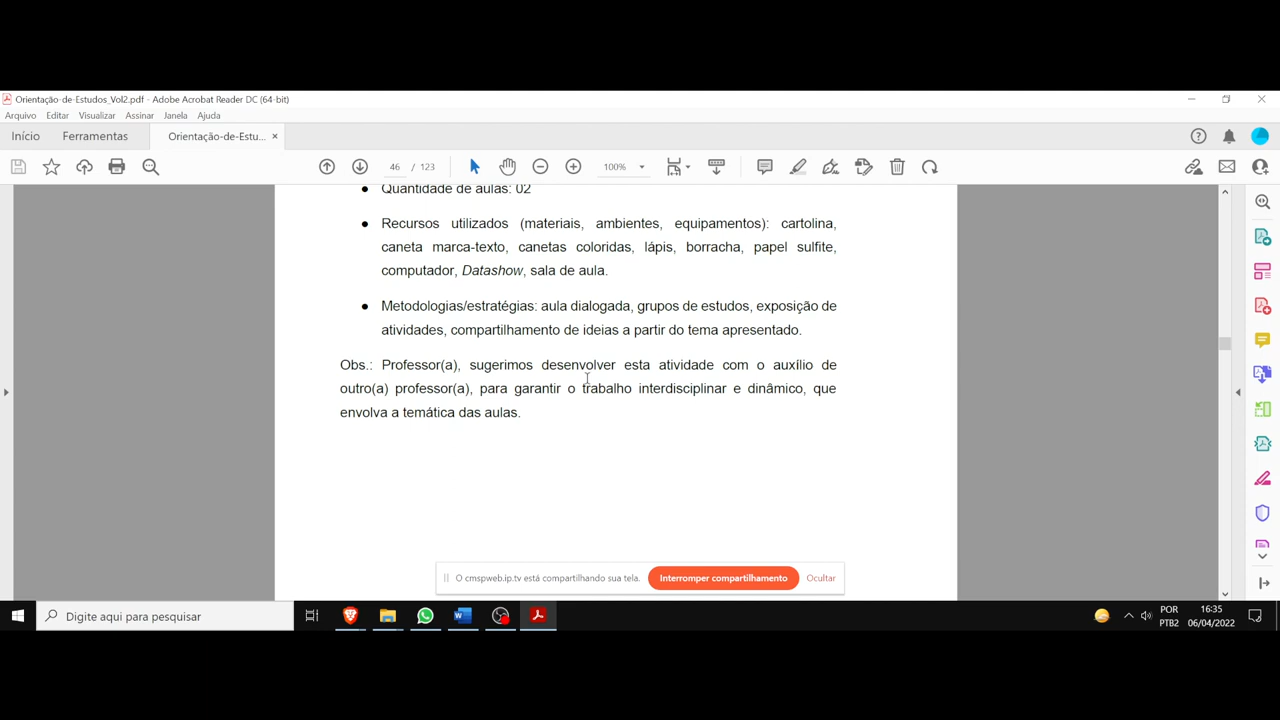 Orientação-de-Estudos_Vol2.pdf - Adobe Acrobat Reader DC (64-bit)
Arquivo Editar Visualizar Assinar Janela Ajuda
Início Ferramentas Orientação-de-Estu... ×
46 / 123 100%
• Quantidade de aulas: 02
• Recursos utilizados (materiais, ambientes, equipamentos): cartolina,
caneta marca-texto, canetas coloridas, lápis, borracha, papel sulfite,
computador, Datashow, sala de aula.
• Metodologias/estratégias: aula dialogada, grupos de estudos, exposição de
atividades, compartilhamento de ideias a partir do tema apresentado.
Obs.: Professor(a), sugerimos desenvolver esta atividade com o auxílio de
outro(a) professor(a), para garantir o trabalho interdisciplinar e dinâmico, que
envolva a temática das aulas.
O cmspweb.ip.tv está compartilhando sua tela. Interromper compartilhamento Ocultar
Digite aqui para pesquisar
POR 16:35
PTB2 06/04/2022